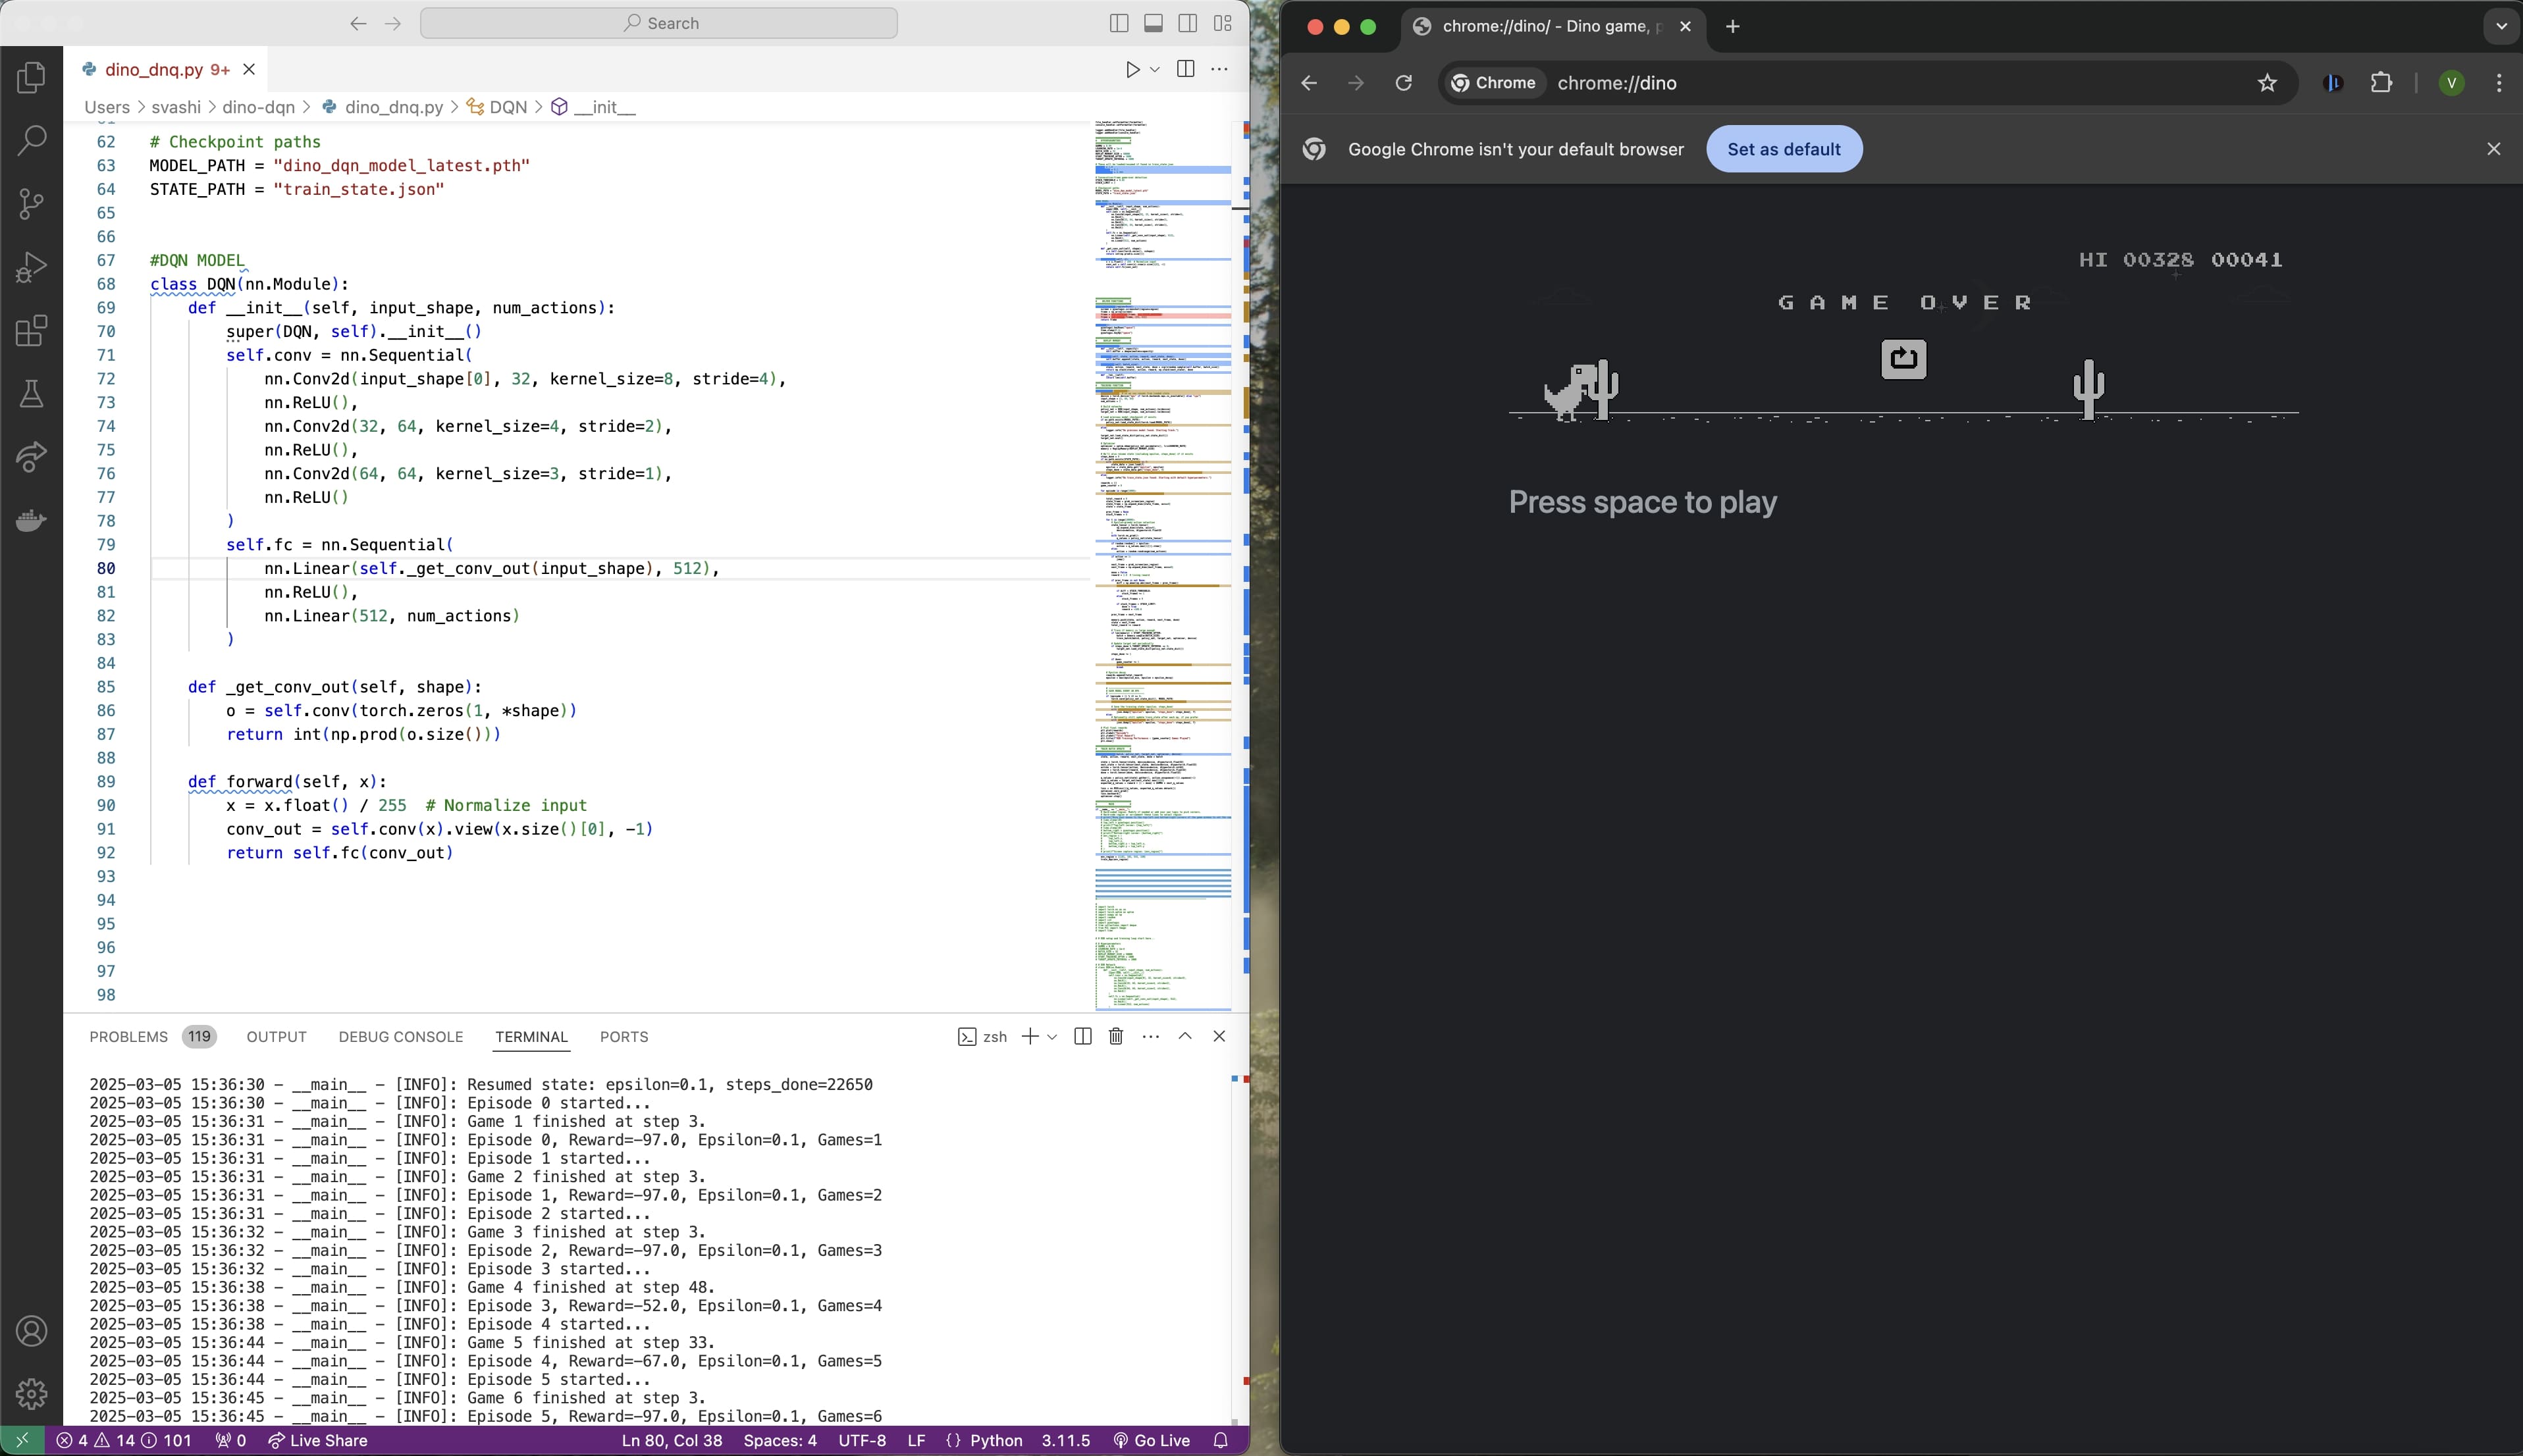 Search
dino_dnq.py 9+
Users > svashi > dino-dqn > dino_dnq.py > DQN > __init__
61
62 # Checkpoint paths
63 MODEL_PATH = "dino_dqn_model_latest.pth"
64 STATE_PATH = "train_state.json"
65
66
67 #DQN MODEL
68 class DQN(nn.Module):
69 def __init__(self, input_shape, num_actions):
70 super(DQN, self).__init__()
71 self.conv = nn.Sequential(
72 nn.Conv2d(input_shape[0], 32, kernel_size=8, stride=4),
73 nn.ReLU(),
74 nn.Conv2d(32, 64, kernel_size=4, stride=2),
75 nn.ReLU(),
76 nn.Conv2d(64, 64, kernel_size=3, stride=1),
77 nn.ReLU()
78 )
79 self.fc = nn.Sequential(
80 nn.Linear(self._get_conv_out(input_shape), 512),
81 nn.ReLU(),
82 nn.Linear(512, num_actions)
83 )
84
85 def _get_conv_out(self, shape):
86 o = self.conv(torch.zeros(1, *shape))
87 return int(np.prod(o.size()))
88
89 def forward(self, x):
90 x = x.float() / 255  # Normalize input
91 conv_out = self.conv(x).view(x.size()[0], -1)
92 return self.fc(conv_out)
93
94
95
96
97
98
PROBLEMS 119 OUTPUT DEBUG CONSOLE TERMINAL PORTS zsh
2025-03-05 15:36:30 - __main__ - [INFO]: Resumed state: epsilon=0.1, steps_done=22650
2025-03-05 15:36:30 - __main__ - [INFO]: Episode 0 started...
2025-03-05 15:36:31 - __main__ - [INFO]: Game 1 finished at step 3.
2025-03-05 15:36:31 - __main__ - [INFO]: Episode 0, Reward=-97.0, Epsilon=0.1, Games=1
2025-03-05 15:36:31 - __main__ - [INFO]: Episode 1 started...
2025-03-05 15:36:31 - __main__ - [INFO]: Game 2 finished at step 3.
2025-03-05 15:36:31 - __main__ - [INFO]: Episode 1, Reward=-97.0, Epsilon=0.1, Games=2
2025-03-05 15:36:31 - __main__ - [INFO]: Episode 2 started...
2025-03-05 15:36:32 - __main__ - [INFO]: Game 3 finished at step 3.
2025-03-05 15:36:32 - __main__ - [INFO]: Episode 2, Reward=-97.0, Epsilon=0.1, Games=3
2025-03-05 15:36:32 - __main__ - [INFO]: Episode 3 started...
2025-03-05 15:36:38 - __main__ - [INFO]: Game 4 finished at step 48.
2025-03-05 15:36:38 - __main__ - [INFO]: Episode 3, Reward=-52.0, Epsilon=0.1, Games=4
2025-03-05 15:36:38 - __main__ - [INFO]: Episode 4 started...
2025-03-05 15:36:44 - __main__ - [INFO]: Game 5 finished at step 33.
2025-03-05 15:36:44 - __main__ - [INFO]: Episode 4, Reward=-67.0, Epsilon=0.1, Games=5
2025-03-05 15:36:44 - __main__ - [INFO]: Episode 5 started...
2025-03-05 15:36:45 - __main__ - [INFO]: Game 6 finished at step 3.
2025-03-05 15:36:45 - __main__ - [INFO]: Episode 5, Reward=-97.0, Epsilon=0.1, Games=6
4 14 101 0 Live Share Ln 80, Col 38 Spaces: 4 UTF-8 LF {} Python 3.11.5 Go Live
chrome://dino/ - Dino game,
Chrome chrome://dino V
Google Chrome isn't your default browser Set as default
HI 00328 00041
GAME OVER
Press space to play